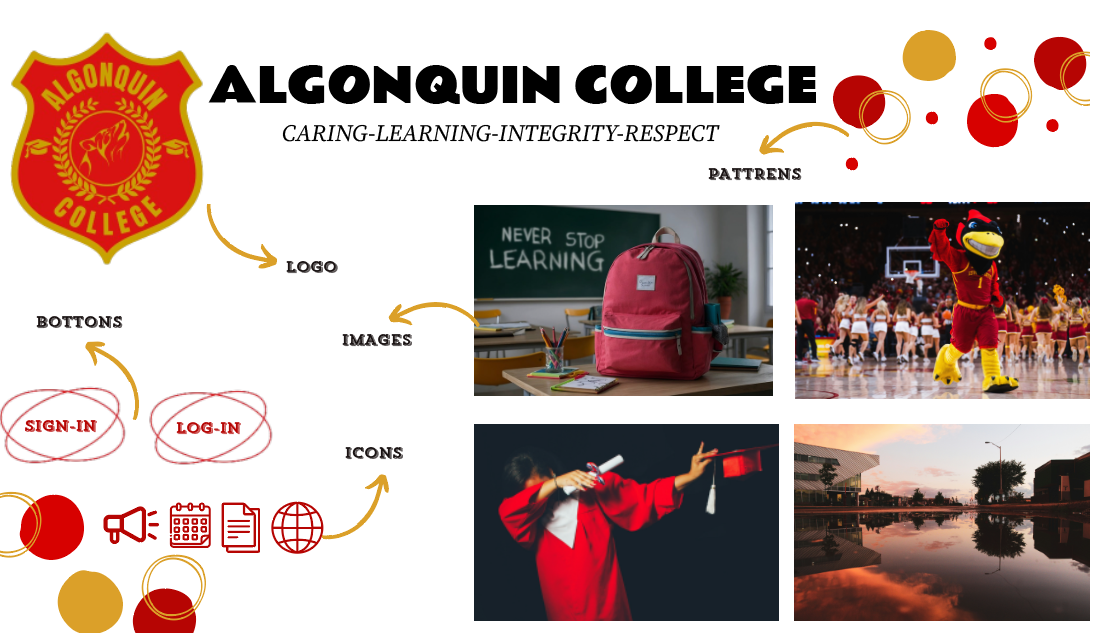 ALGONQUIN
COLLEGE
ALGONQUIN COLLEGE
CARING-LEARNING-INTEGRITY-RESPECT
PATTRENS
LOGO
NEVER STOP
LEARNING
1
BOTTONS
IMAGES
SIGN-IN
LOG-IN
ICONS